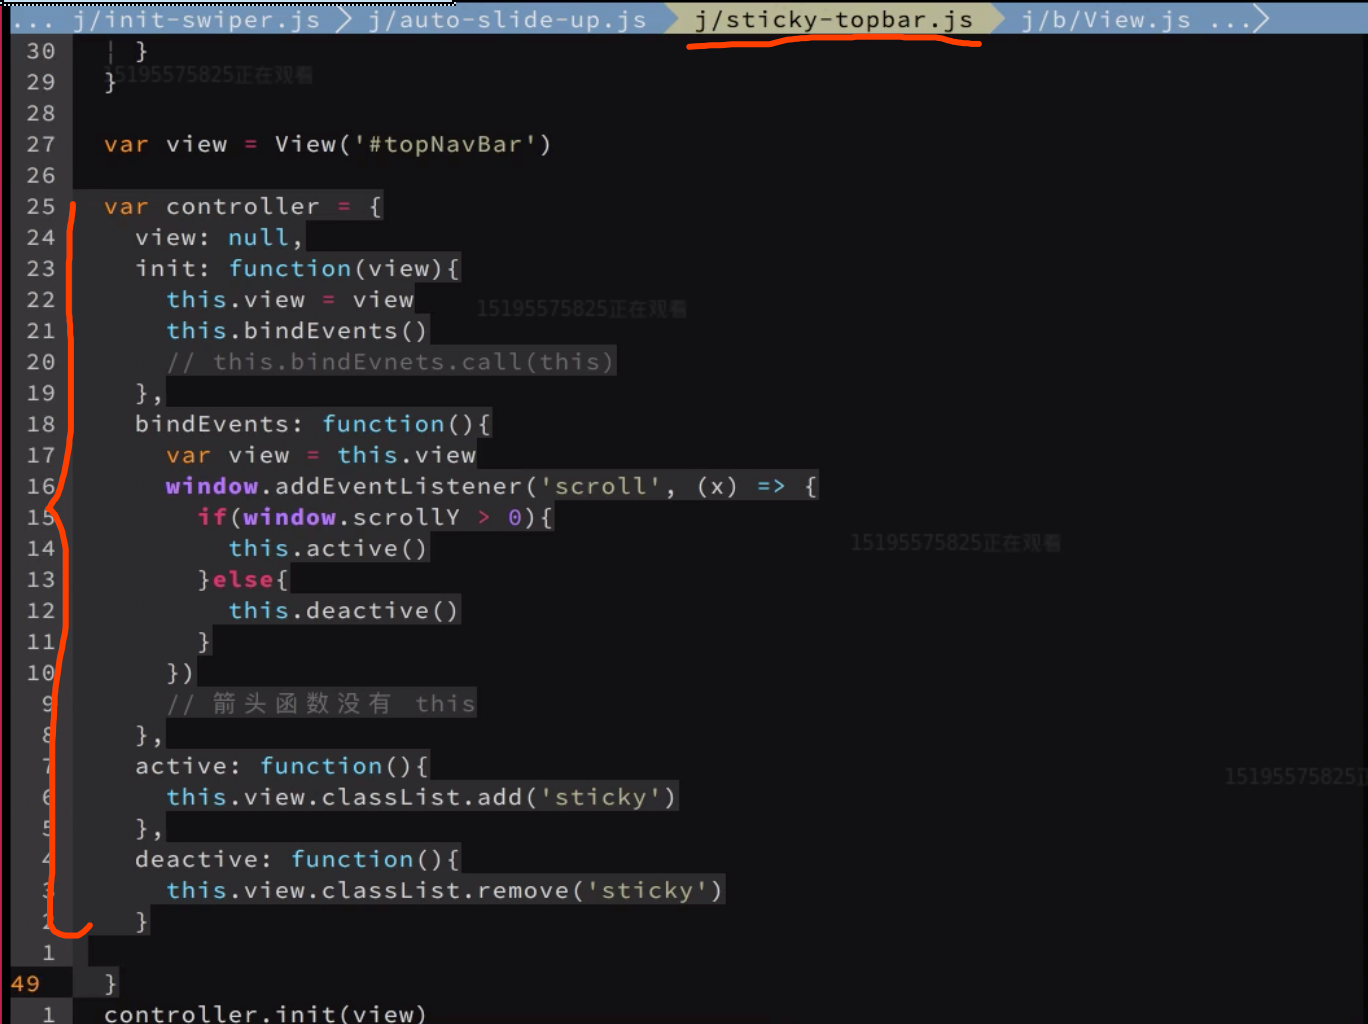 ... j/init-swiper.js j/auto-slide-up.js j/sticky-topbar.js j/b/View.js ...
30 }
15195575825正在观看
29 }
28
27 var view = View('#topNavBar')
26
25 var controller = {
24 view: null,
23 init: function(view){
22 this.view = view
15195575825正在观看
21 this.bindEvents()
20 // this.bindEvnets.call(this)
19 },
18 bindEvents: function(){
17 var view = this.view
16 window.addEventListener('scroll', (x) => {
15 if(window.scrollY > 0){
14 this.active()
15195575825正在观看
13 }else{
12 this.deactive()
11 }
10 })
9 // 箭头函数没有 this
8 },
7 active: function(){
15195575825
6 this.view.classList.add('sticky')
5 },
4 deactive: function(){
3 this.view.classList.remove('sticky')
2 }
1
49 }
1 controller.init(view)